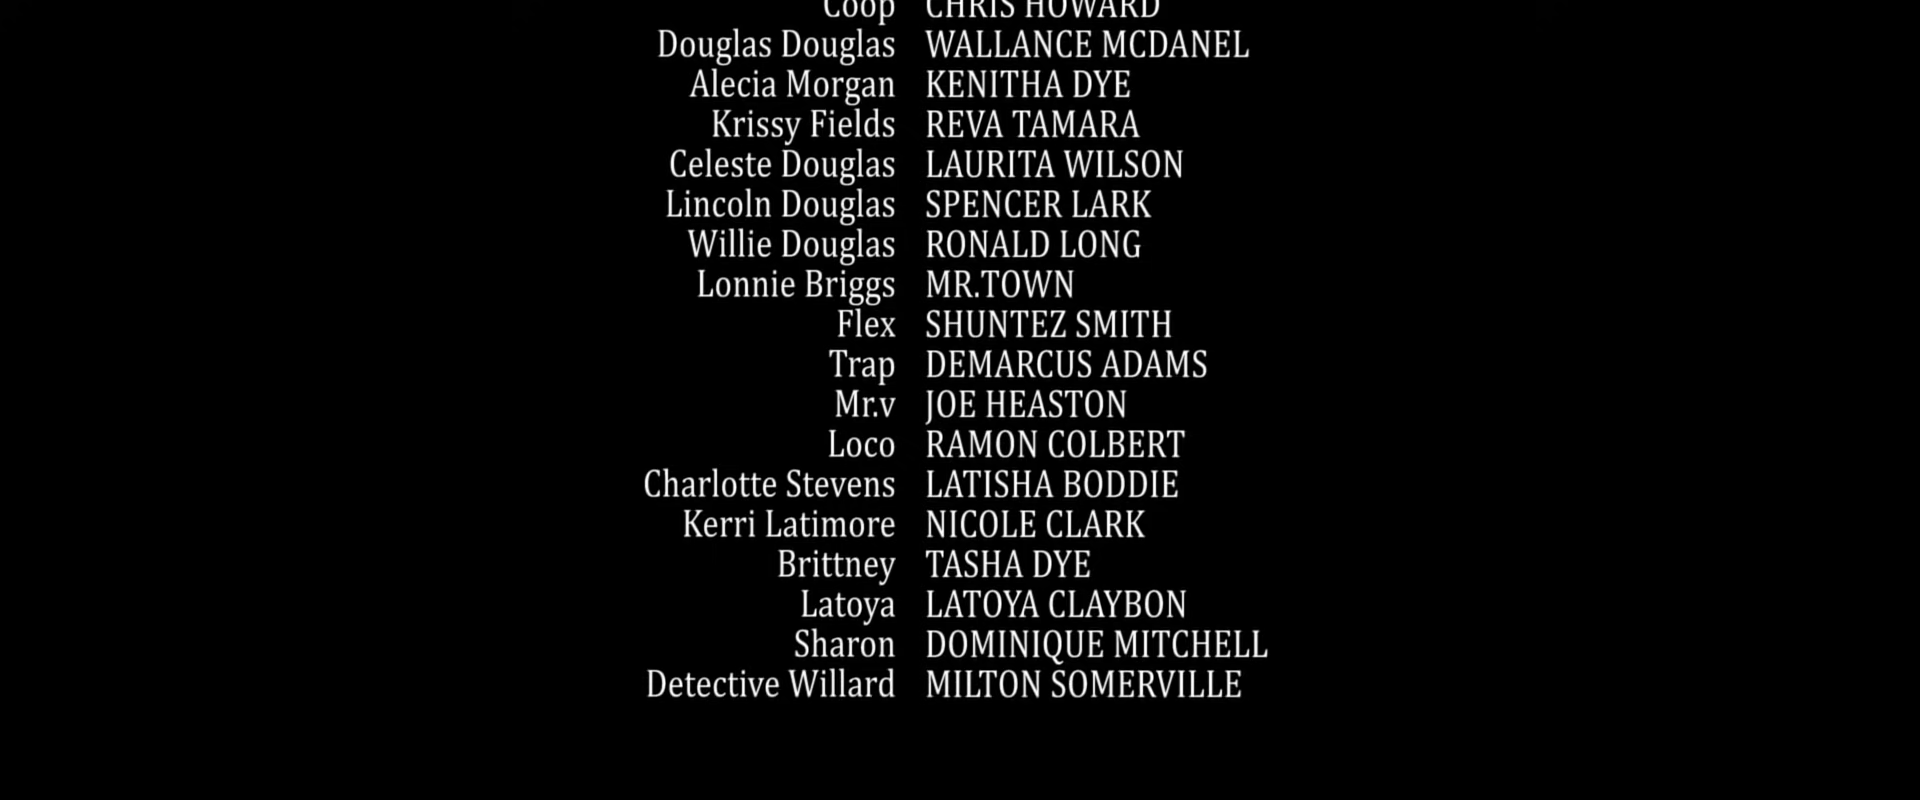 Coop CHRIS HOWARD
Douglas Douglas WALLANCE MCDANEL
Alecia Morgan KENITHA DYE
Krissy Fields REVA TAMARA
Celeste Douglas LAURITA WILSON
Lincoln Douglas SPENCER LARK
Willie Douglas RONALD LONG
Lonnie Briggs MR.TOWN
Flex SHUNTEZ SMITH
Trap DEMARCUS ADAMS
Mr.v JOE HEASTON
Loco RAMON COLBERT
Charlotte Stevens LATISHA BODDIE
Kerri Latimore NICOLE CLARK
Brittney TASHA DYE
Latoya LATOYA CLAYBON
Sharon DOMINIQUE MITCHELL
Detective Willard MILTON SOMERVILLE